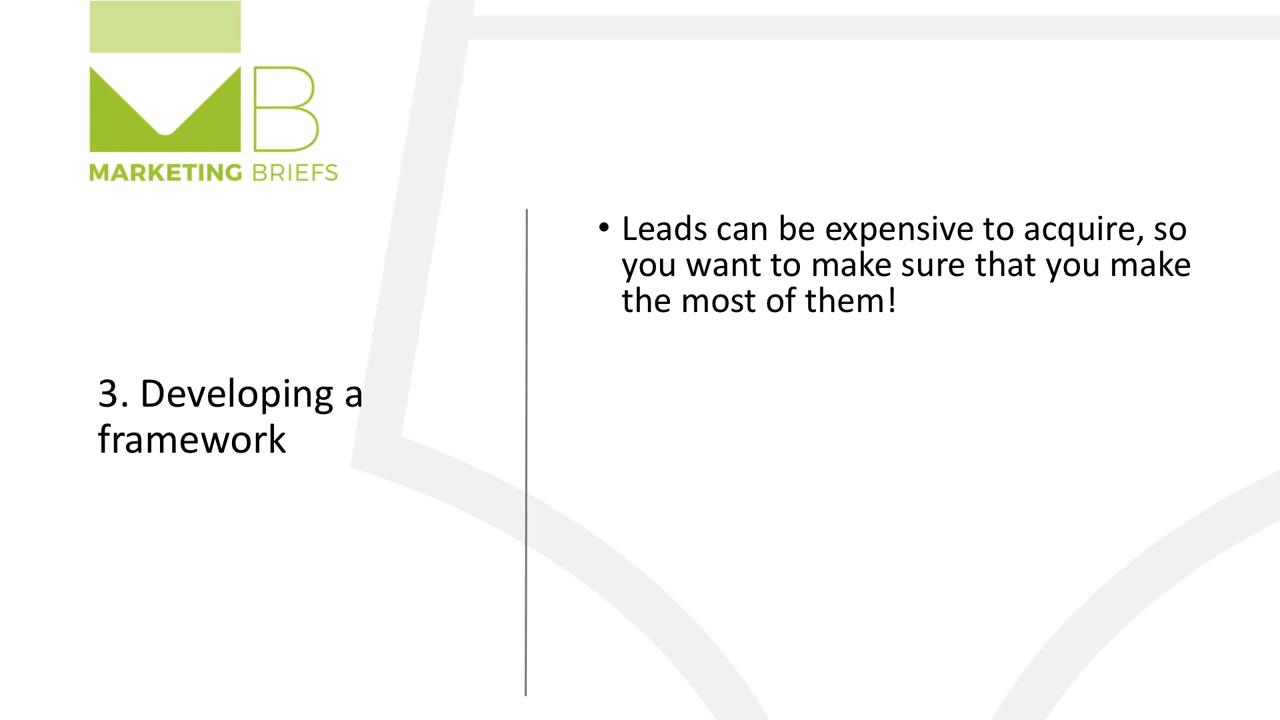 MB
MARKETING BRIEFS
3. Developing a
framework
• Leads can be expensive to acquire, so
you want to make sure that you make
the most of them!